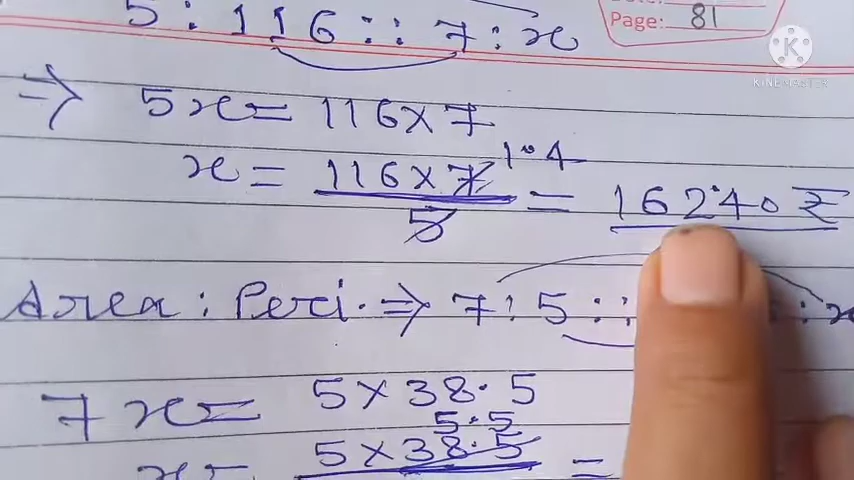 Page: 81
5 : 116 :: 7 : x
KINEMASTER
⇒ 5x = 116×7
1.4
x = 116×7 / 5 = 162.40 ₹
Area : Peri. ⇒ 7 : 5 :: : x
7x = 5×38.5
5.5
x = 5×38.5 =